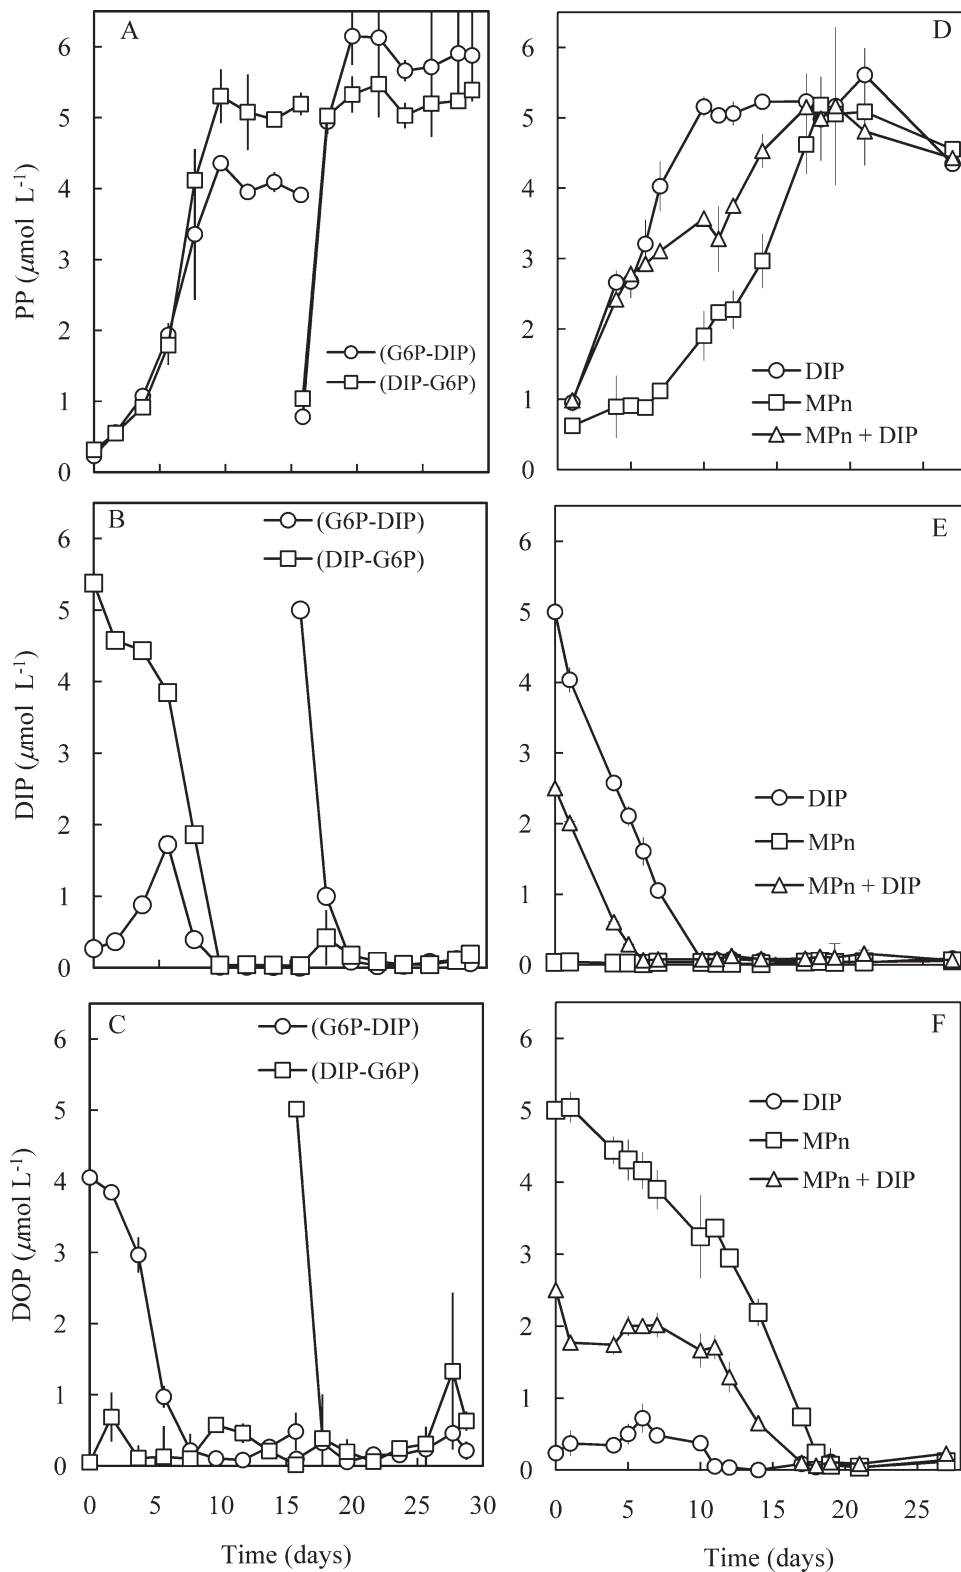 A
6
5
4
3
2
1
0
PP (μmol L-1)
(G6P-DIP)
(DIP-G6P)
D
6
5
4
3
2
1
0
DIP
MPn
MPn + DIP
B
6
5
4
3
2
1
0
DIP (μmol L-1)
(G6P-DIP)
(DIP-G6P)
E
6
5
4
3
2
1
0
DIP
MPn
MPn + DIP
C
6
5
4
3
2
1
0
DOP (μmol L-1)
(G6P-DIP)
(DIP-G6P)
0 5 10 15 20 25 30
Time (days)
F
6
5
4
3
2
1
0
DIP
MPn
MPn + DIP
0 5 10 15 20 25
Time (days)